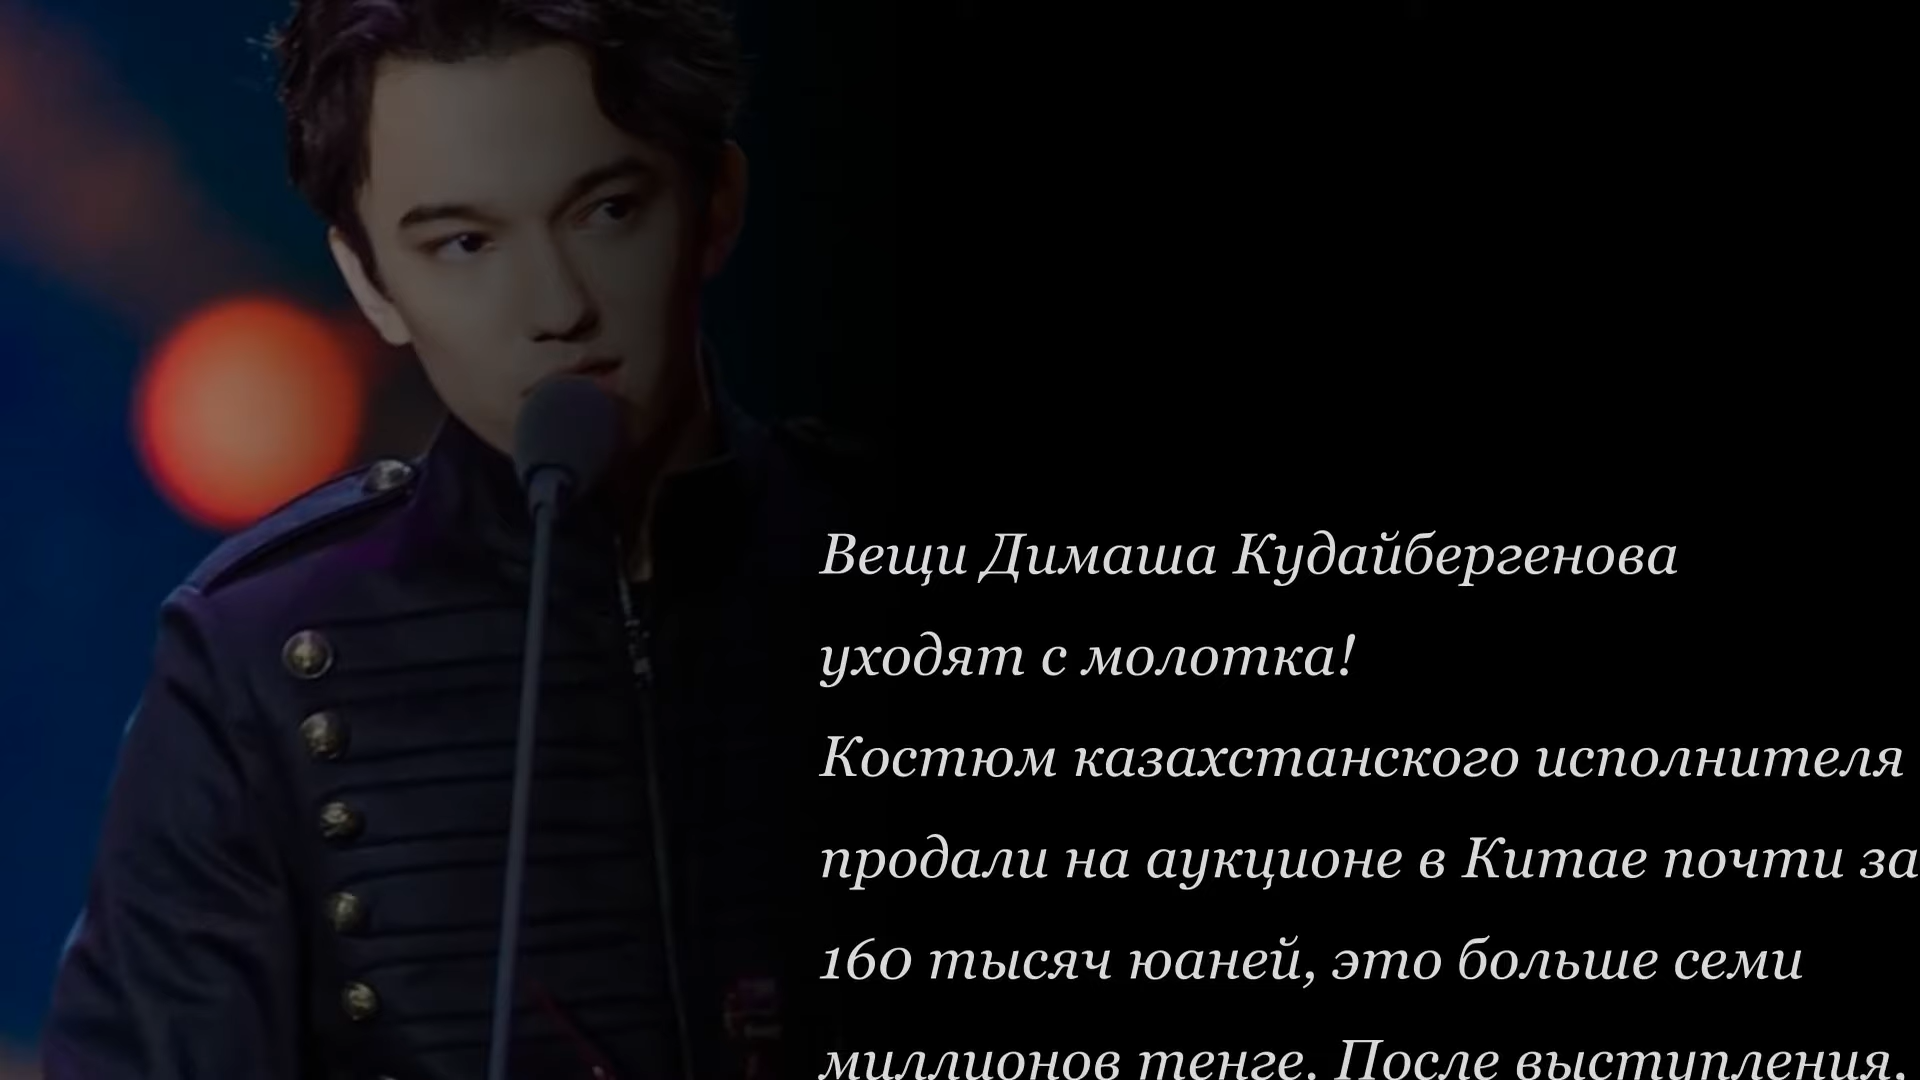 Вещи Димаша Кудайбергенова
уходят с молотка!
Костюм казахстанского исполнителя
продали на аукционе в Китае почти за
160 тысяч юаней, это больше семи
миллионов тенге. После выступления,